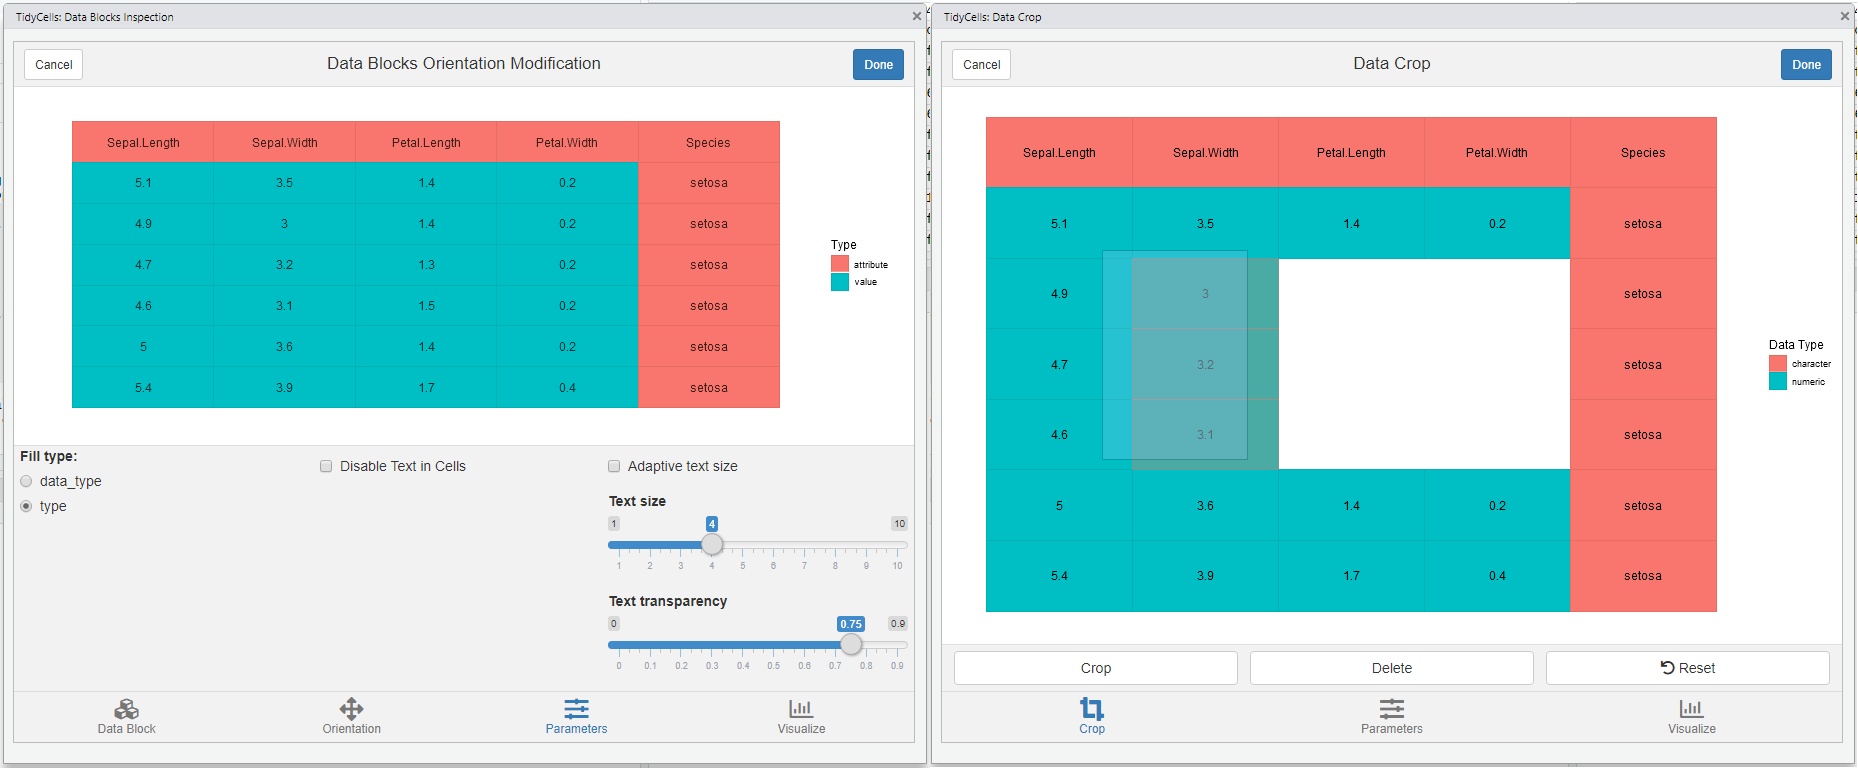 TidyCells: Data Blocks Inspection
Cancel
Data Blocks Orientation Modification
Done
Sepal.Length Sepal.Width Petal.Length Petal.Width Species
5.1 3.5 1.4 0.2 setosa
4.9 3 1.4 0.2 setosa
4.7 3.2 1.3 0.2 setosa
4.6 3.1 1.5 0.2 setosa
5 3.6 1.4 0.2 setosa
5.4 3.9 1.7 0.4 setosa
Type
attribute
value
Fill type:
data_type
type
Disable Text in Cells
Adaptive text size
Text size
1 4 10
1 2 3 4 5 6 7 8 9 10
Text transparency
0 0.75 0.9
0 0.1 0.2 0.3 0.4 0.5 0.6 0.7 0.8 0.9
Data Block Orientation Parameters Visualize
TidyCells: Data Crop
Cancel
Data Crop
Done
Sepal.Length Sepal.Width Petal.Length Petal.Width Species
5.1 3.5 1.4 0.2 setosa
4.9 3 setosa
4.7 3.2 setosa
4.6 3.1 setosa
5 3.6 1.4 0.2 setosa
5.4 3.9 1.7 0.4 setosa
Data Type
character
numeric
Crop Delete Reset
Crop Parameters Visualize